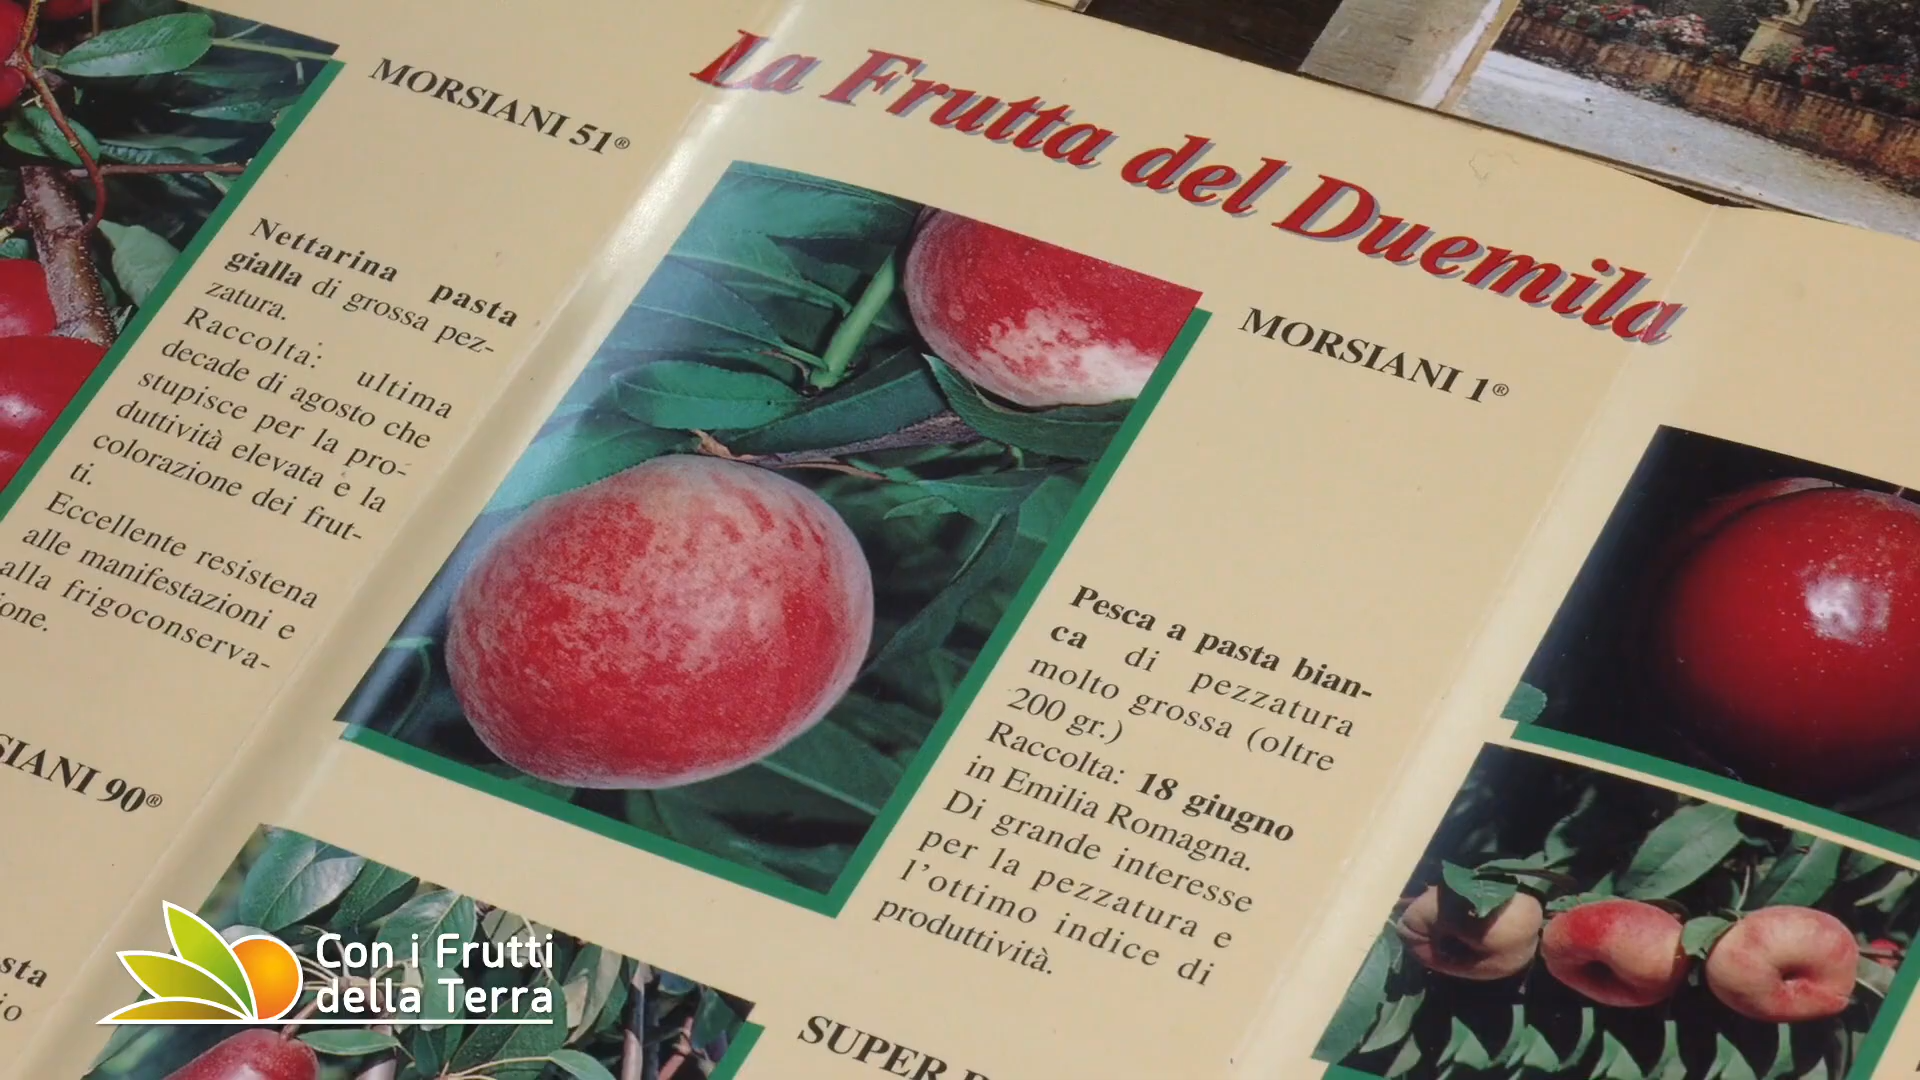 La Frutta del Duemila
MORSIANI 51®
Nettarina pasta
gialla di grossa pez-
zatura.
Raccolta: ultima
decade di agosto che
stupisce per la pro-
duttività elevata e la
colorazione dei frut-
ti.
Eccellente resistena
alle manifestazioni e
alla frigoconserva-
ione.
SIANI 90®
sta
io
MORSIANI 1®
Pesca a pasta bian-
ca di pezzatura
molto grossa (oltre
200 gr.)
Raccolta: 18 giugno
in Emilia Romagna.
Di grande interesse
per la pezzatura e
l'ottimo indice di
produttività.
SUPER
Con i Frutti
della Terra